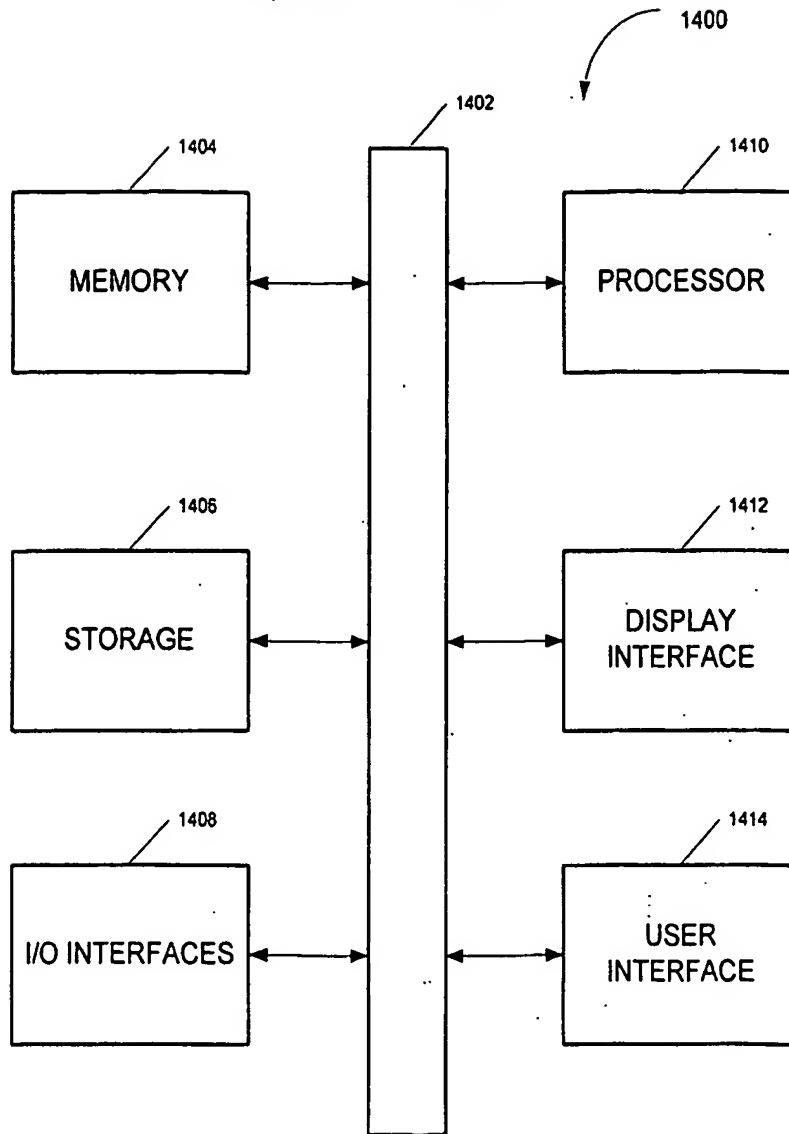 1400
1402
1404
1410
MEMORY
PROCESSOR
1406
1412
STORAGE
DISPLAY
INTERFACE
1408
1414
I/O INTERFACES
USER
INTERFACE